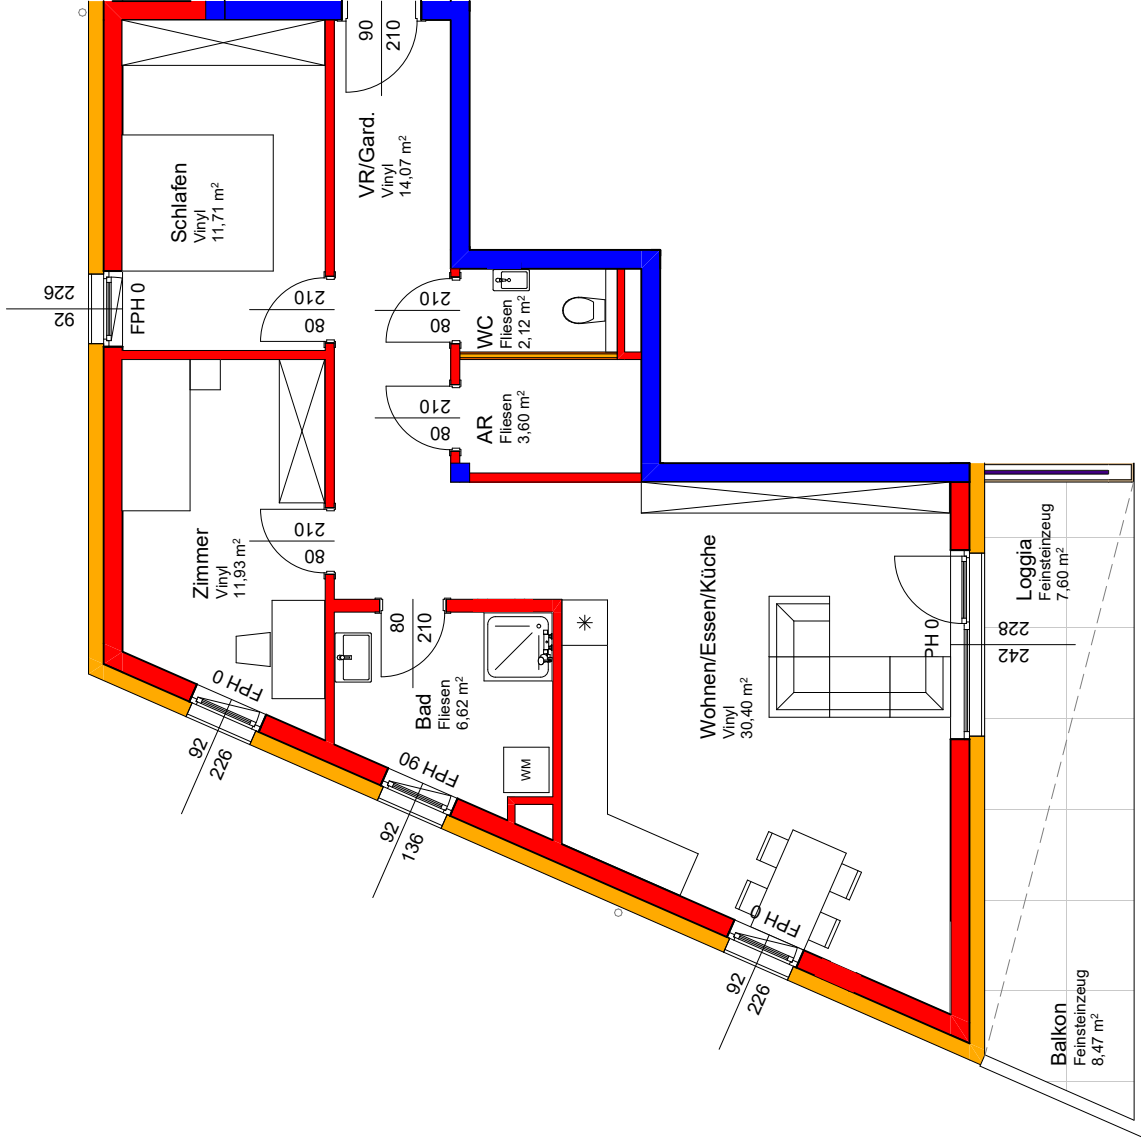 90
210
VR/Gard.
Vinyl
14,07 m²
Schlafen
Vinyl
11,71 m²
226
92
FPH 0
210
80
210
80
WC
Fliesen
2,12 m²
210
80
AR
Fliesen
3,60 m²
Zimmer
Vinyl
11,93 m²
210
80
FPH 0
92
226
80
210
Bad
Fliesen
6,62 m²
WM
FPH 90
92
136
Wohnen/Essen/Küche
Vinyl
30,40 m²
PH 0
228
242
Loggia
Feinsteinzeug
7,60 m²
FPH 0
92
226
Balkon
Feinsteinzeug
8,47 m²